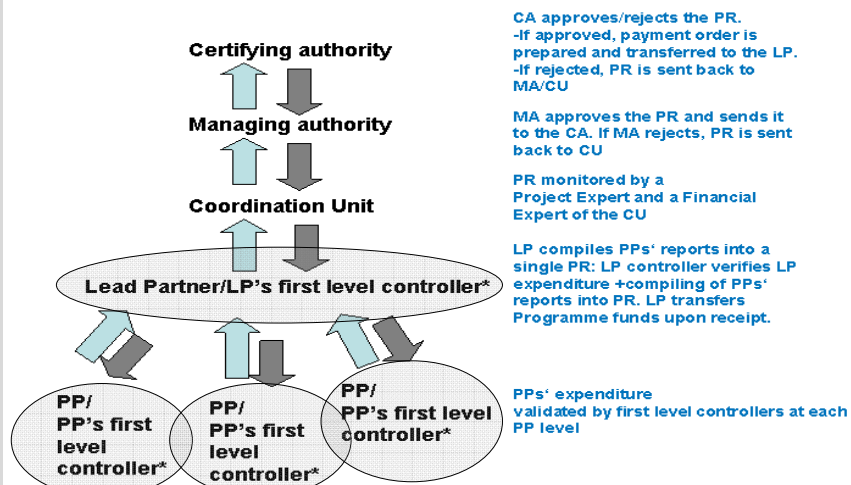 Certifying authority
CA approves/rejects the PR.
-If approved, payment order is
prepared and transferred to the LP.
-If rejected, PR is sent back to
MA/CU
Managing authority
MA approves the PR and sends it
to the CA. If MA rejects, PR is sent
back to CU
Coordination Unit
PR monitored by a
Project Expert and a Financial
Expert of the CU
Lead Partner/LP's first level controller*
LP compiles PPs‘ reports into a
single PR: LP controller verifies LP
expenditure +compiling of PPs‘
reports into PR. LP transfers
Programme funds upon receipt.
PP/
PP's first
level
controller*
PP/
PP's first
level
controller*
PP/
PP's first level
controller*
PPs‘ expenditure
validated by first level controllers at each
PP level